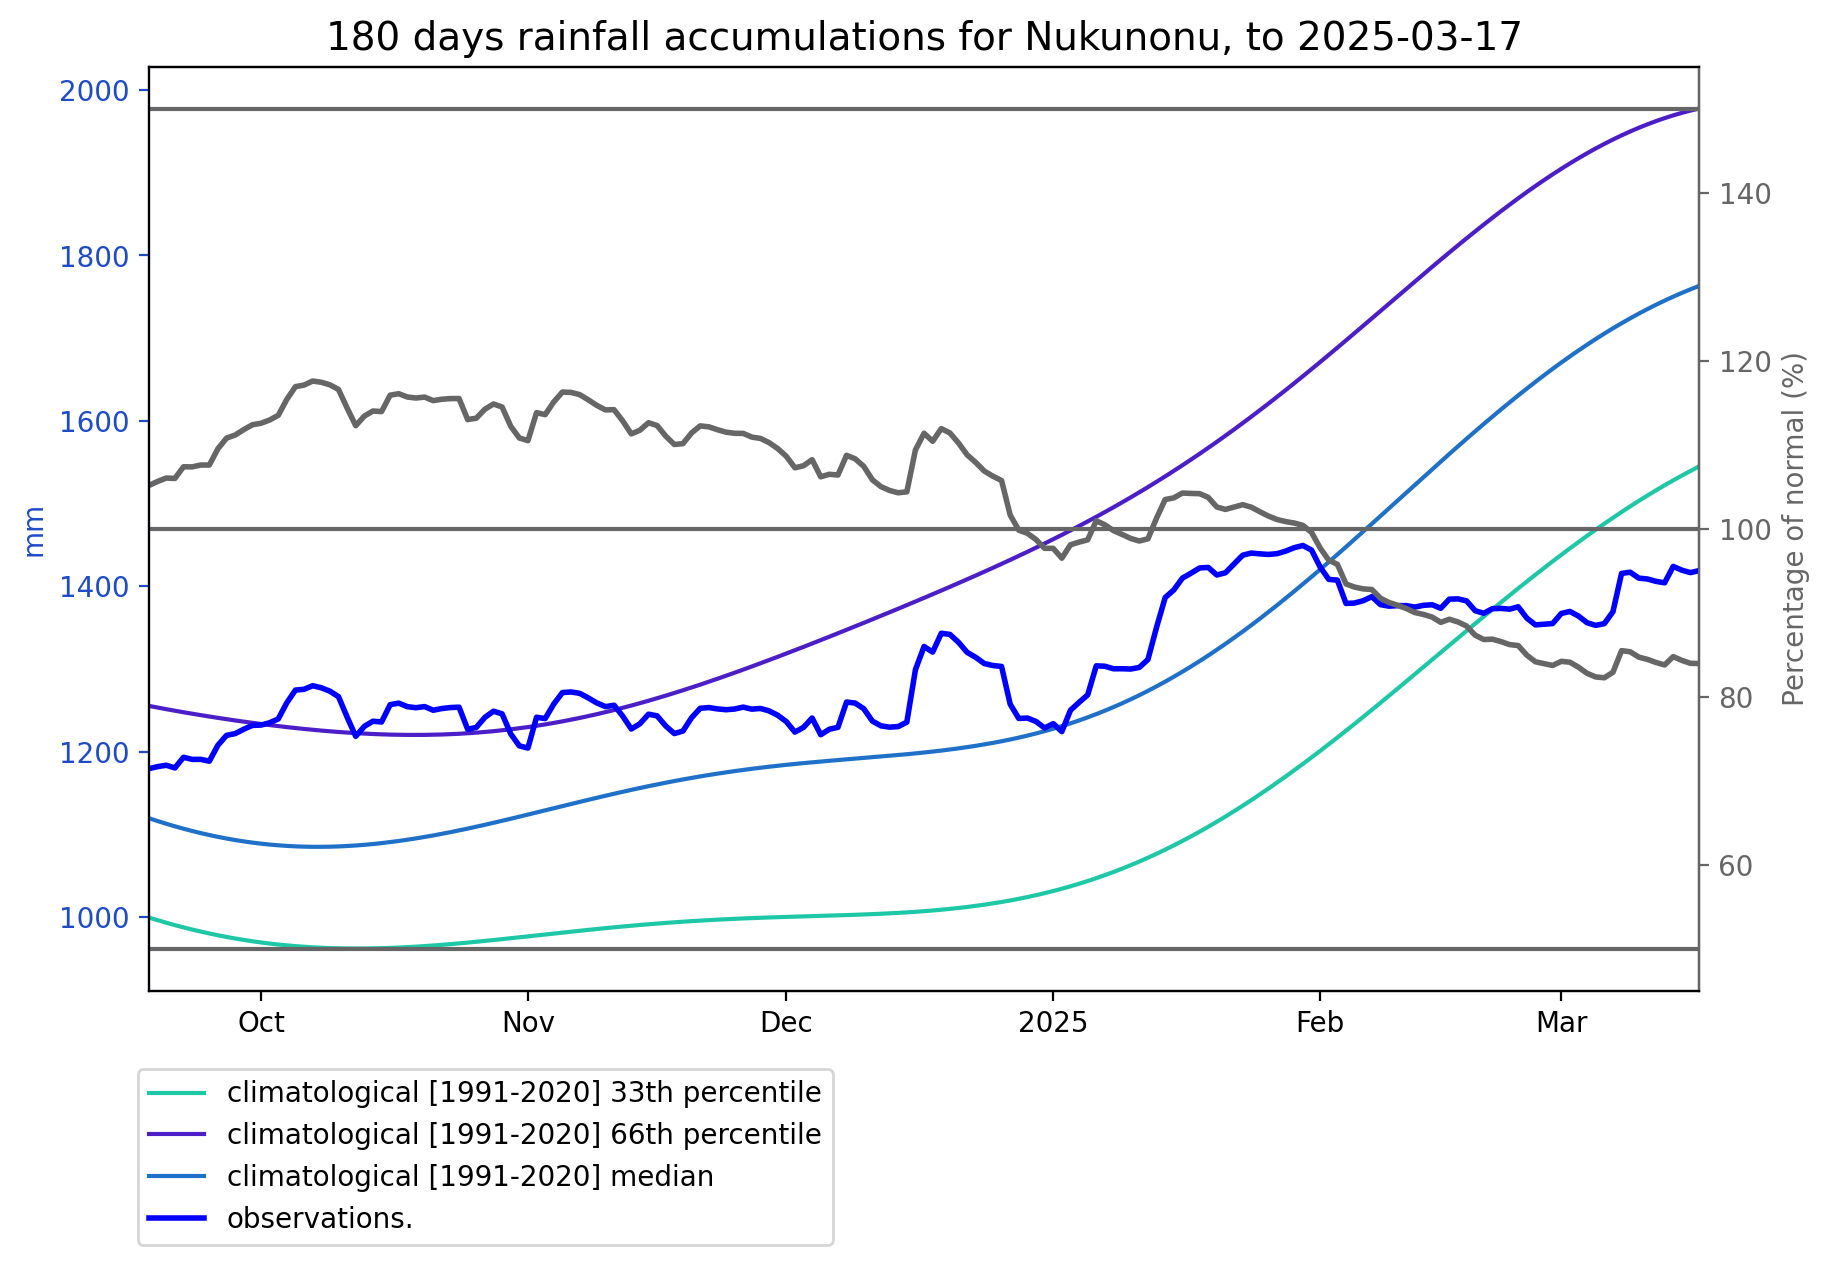 180 days rainfall accumulations for Nukunonu, to 2025-03-17
2000
1800
1600
1400
1200
1000
mm
140
120
100
80
60
Percentage of normal (%)
Oct Nov Dec 2025 Feb Mar
climatological [1991-2020] 33th percentile
climatological [1991-2020] 66th percentile
climatological [1991-2020] median
observations.